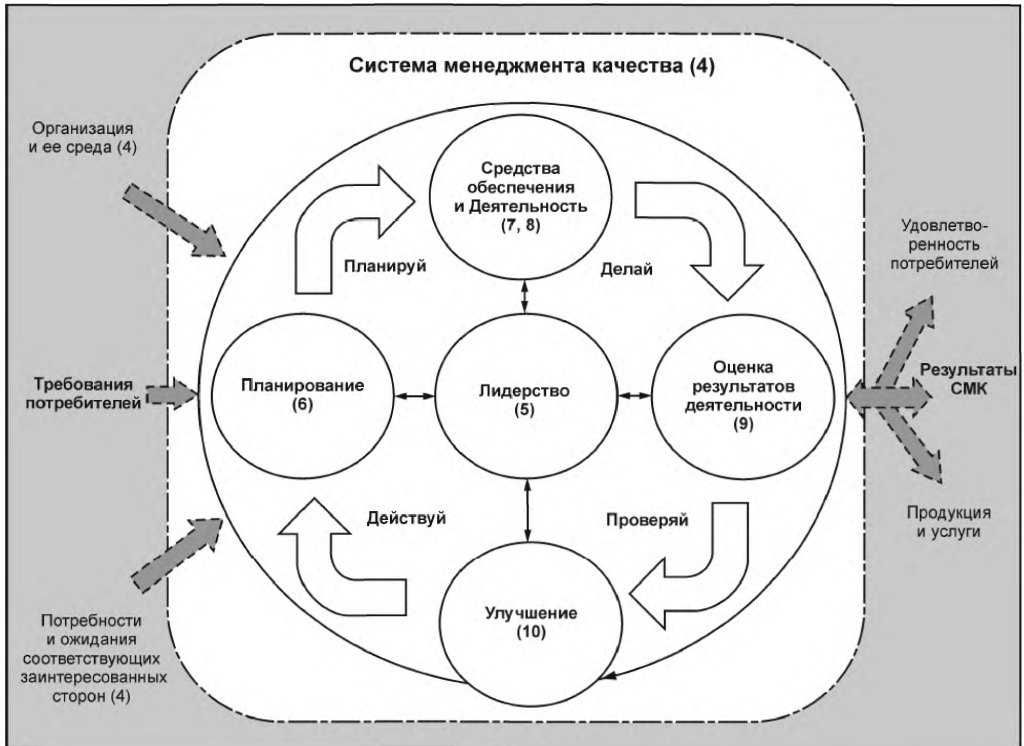 Система менеджмента качества (4)
Организация
и ее среда (4)
Средства
обеспечения
и Деятельность
(7, 8)
Планируй
Делай
Удовлетво-
ренность
потребителей
Требования
потребителей
Планирование
(6)
Лидерство
(5)
Оценка
результатов
деятельности
(9)
Результаты
СМК
Действуй
Проверяй
Продукция
и услуги
Улучшение
(10)
Потребности
и ожидания
соответствующих
заинтересованных
сторон (4)